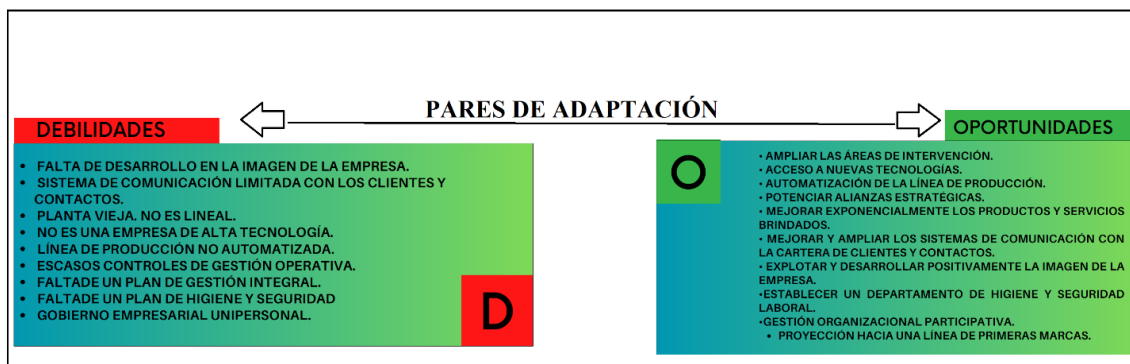 PARES DE ADAPTACIÓN
DEBILIDADES
• FALTA DE DESARROLLO EN LA IMAGEN DE LA EMPRESA.
• SISTEMA DE COMUNICACIÓN LIMITADA CON LOS CLIENTES Y
CONTACTOS.
• PLANTA VIEJA. NO ES LINEAL.
• NO ES UNA EMPRESA DE ALTA TECNOLOGÍA.
• LÍNEA DE PRODUCCIÓN NO AUTOMATIZADA.
• ESCASOS CONTROLES DE GESTIÓN OPERATIVA.
• FALTADE UN PLAN DE GESTIÓN INTEGRAL.
• FALTADE UN PLAN DE HIGIENE Y SEGURIDAD
• GOBIERNO EMPRESARIAL UNIPERSONAL.
D
OPORTUNIDADES
O
• AMPLIAR LAS ÁREAS DE INTERVENCIÓN.
• ACCESO A NUEVAS TECNOLOGÍAS.
• AUTOMATIZACIÓN DE LA LÍNEA DE PRODUCCIÓN.
• POTENCIAR ALIANZAS ESTRATÉGICAS.
• MEJORAR EXPONENCIALMENTE LOS PRODUCTOS Y SERVICIOS
BRINDADOS.
• MEJORAR Y AMPLIAR LOS SISTEMAS DE COMUNICACIÓN CON
LA CARTERA DE CLIENTES Y CONTACTOS.
• EXPLOTAR Y DESARROLLAR POSITIVAMENTE LA IMAGEN DE LA
EMPRESA.
•ESTABLECER UN DEPARTAMENTO DE HIGIENE Y SEGURIDAD
LABORAL.
•GESTIÓN ORGANIZACIONAL PARTICIPATIVA.
• PROYECCIÓN HACIA UNA LÍNEA DE PRIMERAS MARCAS.